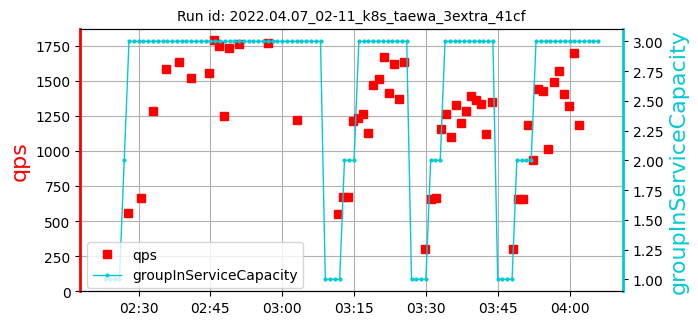 Run id: 2022.04.07_02-11_k8s_taewa_3extra_41cf
qps
1750
1500
1250
1000
750
500
250
0
3.00
2.75
2.50
2.25
2.00
1.75
1.50
1.25
1.00
groupInServiceCapacity
qps
groupInServiceCapacity
02:30 02:45 03:00 03:15 03:30 03:45 04:00